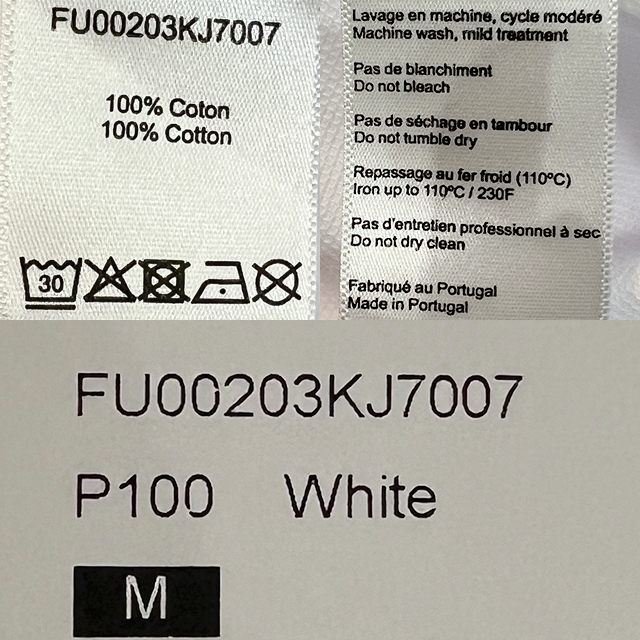 FU00203KJ7007
100% Coton
100% Cotton
30
Lavage en machine, cycle modéré
Machine wash, mild treatment
Pas de blanchiment
Do not bleach
Pas de séchage en tambour
Do not tumble dry
Repassage au fer froid (110ºC)
Iron up to 110ºC / 230F
Pas d'entretien professionnel à sec
Do not dry clean
Fabriqué au Portugal
Made in Portugal
FU00203KJ7007
P100 White
M